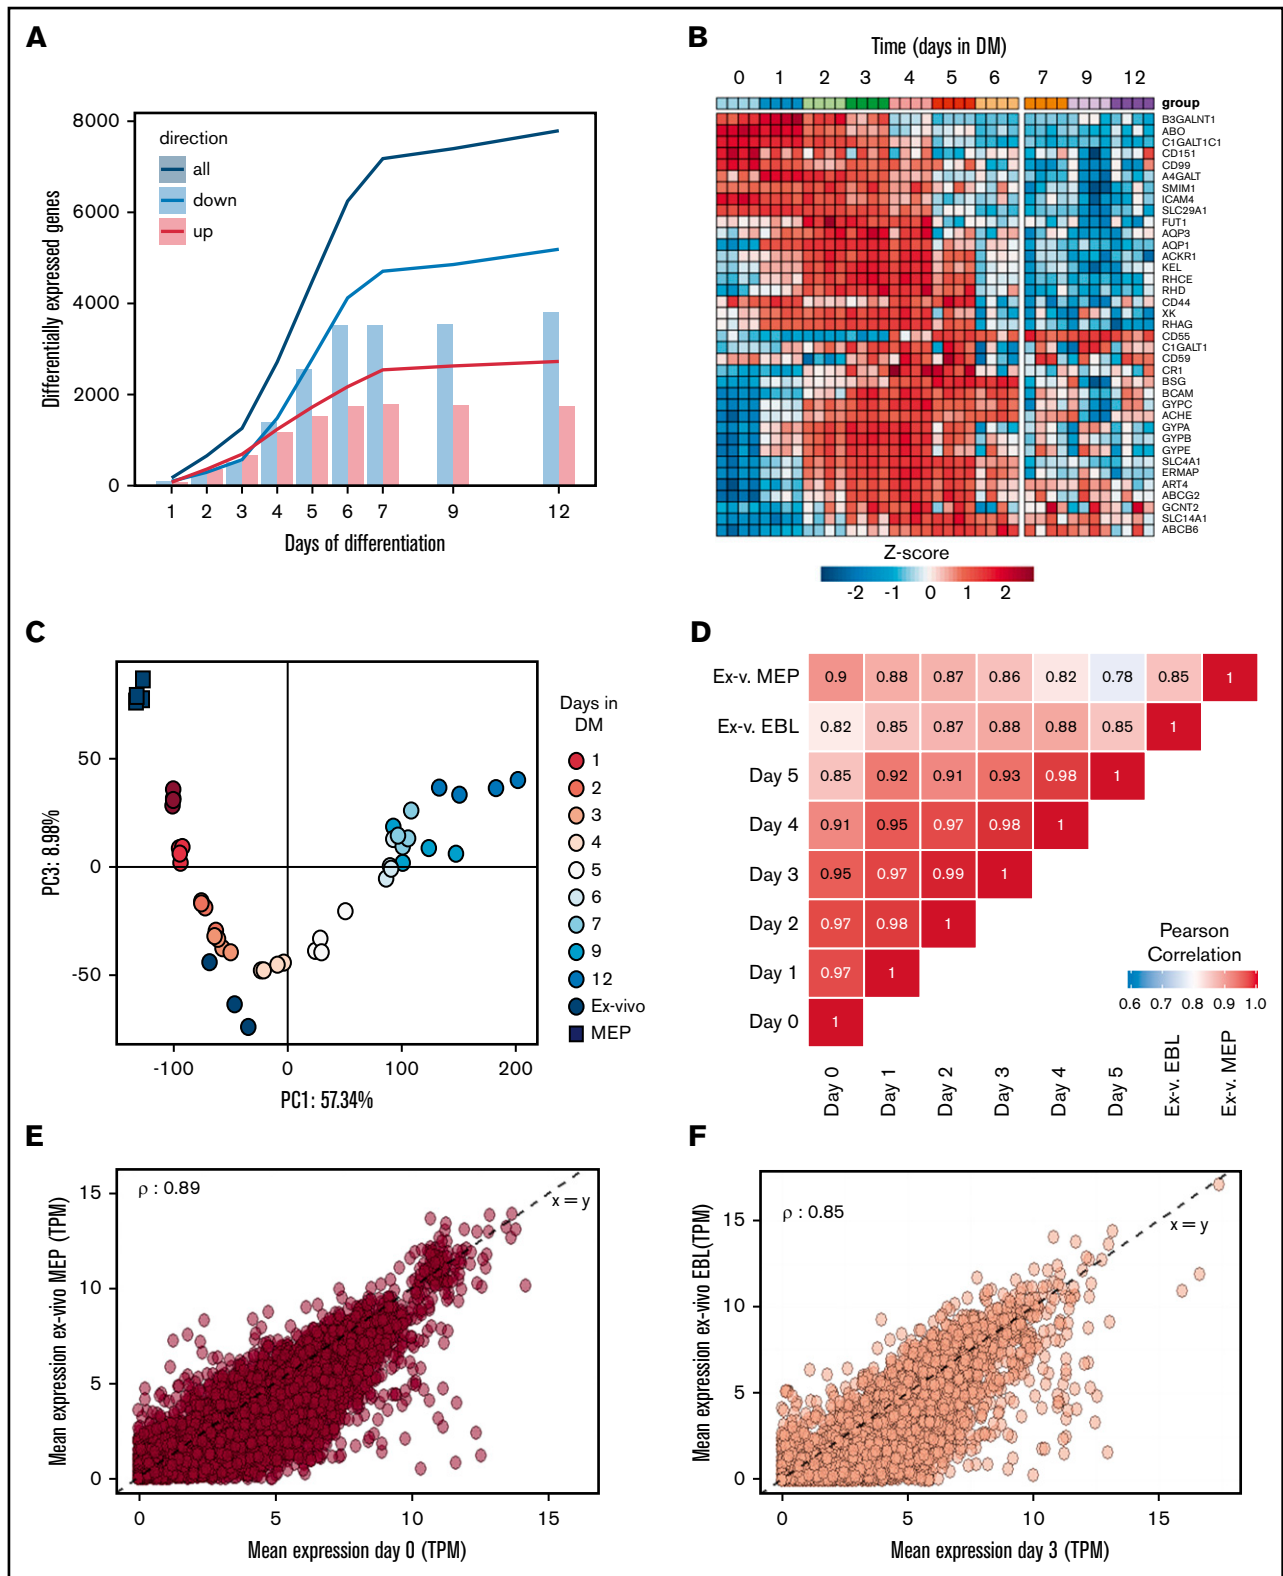 A
8000
6000
4000
2000
0
Differentially expressed genes
direction
all
down
up
1 2 3 4 5 6 7 9 12
Days of differentiation
B
Time (days in DM)
0 1 2 3 4 5 6 7 9 12
group
B3GALNT1
ABO
C1GALT1C1
CD151
CD99
A4GALT
SMIM1
ICAM4
SLC29A1
FUT1
AQP3
AQP1
ACKR1
KEL
RHCE
RHD
CD44
XK
RHAG
CD55
C1GALT1
CD59
CR1
BSG
BCAM
GYPC
ACHE
GYPA
GYPB
GYPE
SLC4A1
ERMAP
ART4
ABCG2
GCNT2
SLC14A1
ABCB6
Z-score
-2 -1 0 1 2
C
50
0
-50
PC3: 8.98%
-100 0 100 200
PC1: 57.34%
Days in
DM
1
2
3
4
5
6
7
9
12
Ex-vivo
MEP
D
Ex-v. MEP 0.9 0.88 0.87 0.86 0.82 0.78 0.85 1
Ex-v. EBL 0.82 0.85 0.87 0.88 0.88 0.85 1
Day 5 0.85 0.92 0.91 0.93 0.98 1
Day 4 0.91 0.95 0.97 0.98 1
Day 3 0.95 0.97 0.99 1
Day 2 0.97 0.98 1
Day 1 0.97 1
Day 0 1
Day 0 Day 1 Day 2 Day 3 Day 4 Day 5 Ex-v. EBL Ex-v. MEP
Pearson
Correlation
0.6 0.7 0.8 0.9 1.0
E
ρ : 0.89
x = y
15
10
5
0
Mean expression ex-vivo MEP (TPM)
0 5 10 15
Mean expression day 0 (TPM)
F
ρ : 0.85
x = y
15
10
5
0
Mean expression ex-vivo EBL(TPM)
0 5 10 15
Mean expression day 3 (TPM)